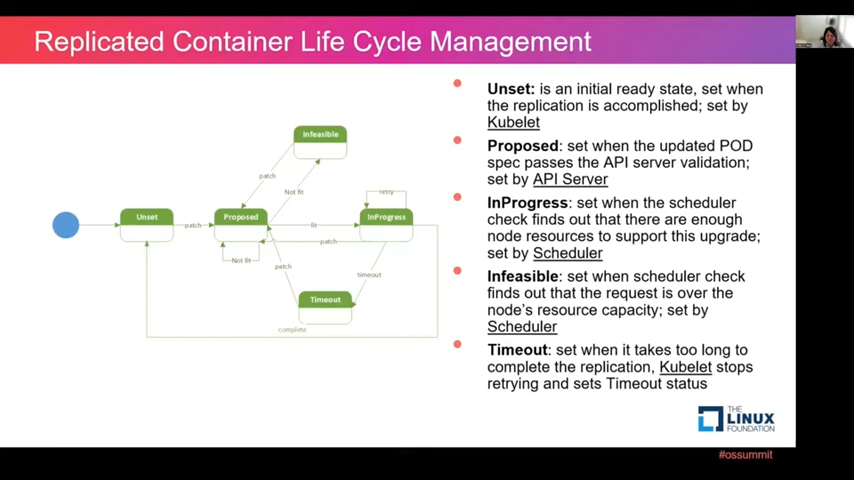 Replicated Container Life Cycle Management
Infeasible
patch
Not fit
Unset
patch
Proposed
fit
retry
InProgress
patch
Not fit
patch
timeout
Timeout
complete
Unset: is an initial ready state, set when
the replication is accomplished; set by
Kubelet
Proposed: set when the updated POD
spec passes the API server validation;
set by API Server
InProgress: set when the scheduler
check finds out that there are enough
node resources to support this upgrade;
set by Scheduler
Infeasible: set when scheduler check
finds out that the request is over the
node's resource capacity; set by
Scheduler
Timeout: set when it takes too long to
complete the replication, Kubelet stops
retrying and sets Timeout status
THE
LINUX
FOUNDATION
#ossummit